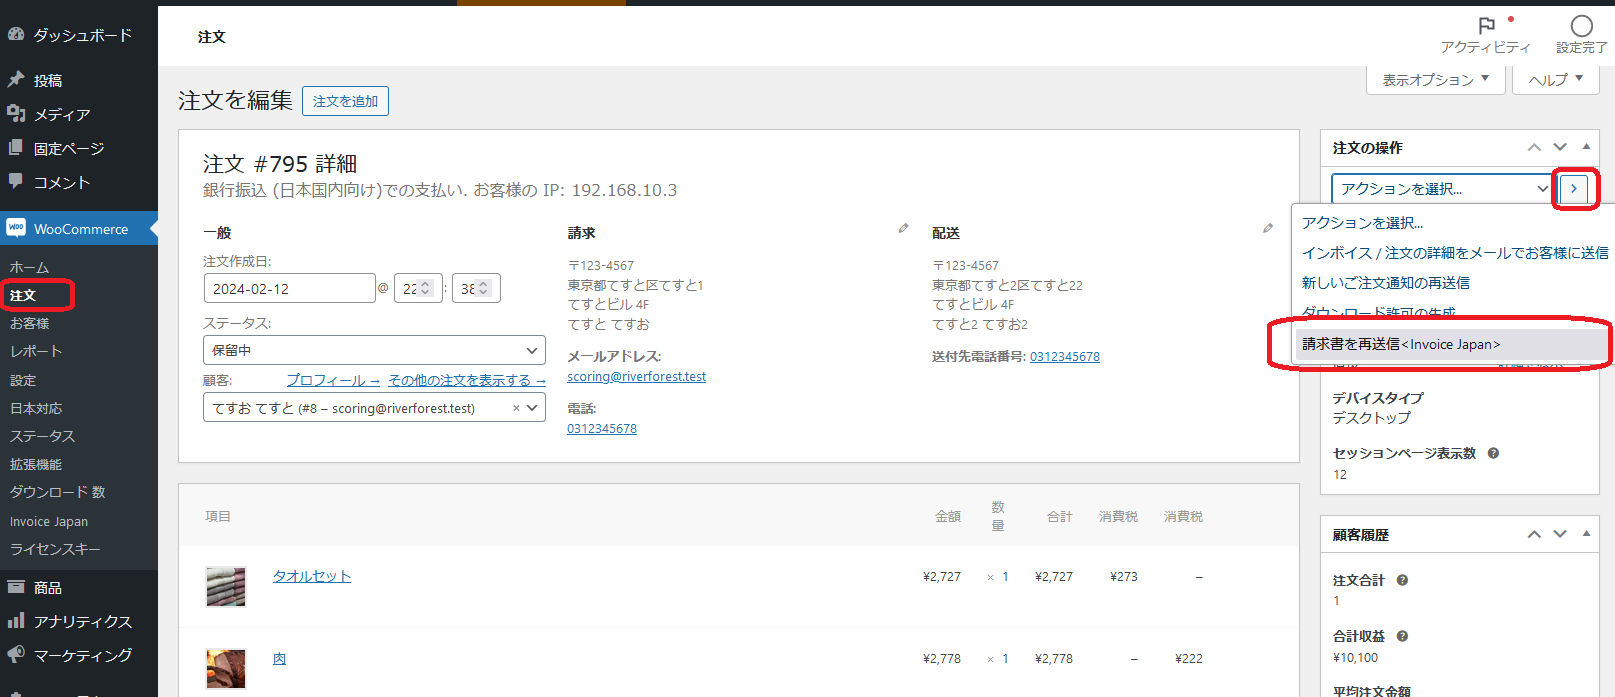 ダッシュボード
投稿
メディア
固定ページ
コメント
WooCommerce
ホーム
注文
お客様
レポート
設定
日本対応
ステータス
拡張機能
ダウンロード 数
Invoice Japan
ライセンスキー
商品
アナリティクス
マーケティング
注文
アクティビティ
設定完了
表示オプション ▼
ヘルプ ▼
注文を編集 注文を追加
注文 #795 詳細
銀行振込 (日本国内向け)での支払い. お客様の IP: 192.168.10.3
一般
注文作成日:
2024-02-12 @ 22 : 38
ステータス:
保留中
顧客: プロフィール → その他の注文を表示する →
てすお てすと (#8 – scoring@riverforest.test) ×
請求
〒123-4567
東京都てすと区てすと1
てすとビル 4F
てすと てすお
メールアドレス:
scoring@riverforest.test
電話:
0312345678
配送
〒123-4567
東京都てすと2区てすと22
てすとビル 4F
てすと2 てすお2
送付先電話番号: 0312345678
項目 金額 数量 合計 消費税 消費税
タオルセット ¥2,727 × 1 ¥2,727 ¥273 –
肉 ¥2,778 × 1 ¥2,778 – ¥222
注文の操作
アクションを選択...
アクションを選択...
インボイス / 注文の詳細をメールでお客様に送信
新しいご注文通知の再送信
ダウンロード許可の生成
請求書を再送信<Invoice Japan>
デバイスタイプ
デスクトップ
セッションページ表示数
12
顧客履歴
注文合計
1
合計収益
¥10,100
平均注文金額